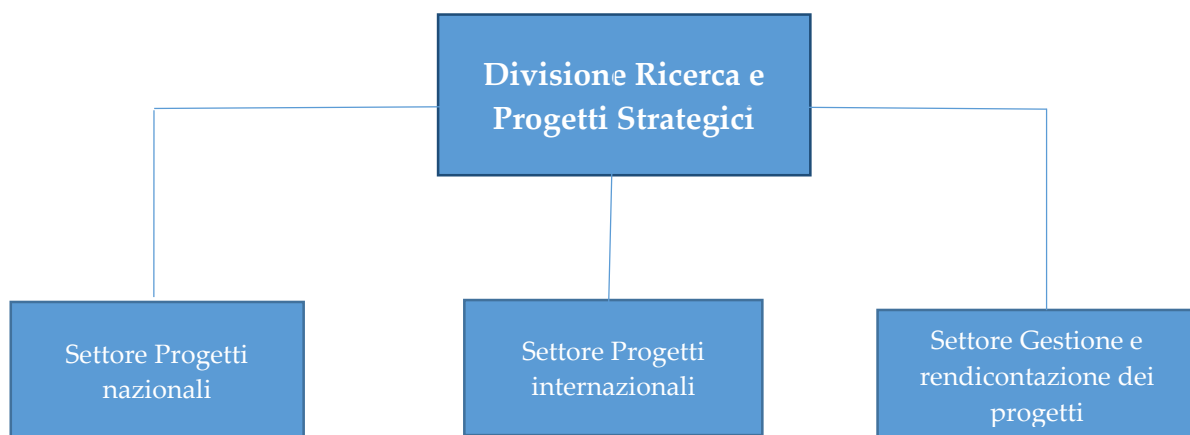 Divisione Ricerca e
Progetti Strategici
Settore Progetti
nazionali
Settore Progetti
internazionali
Settore Gestione e
rendicontazione dei
progetti